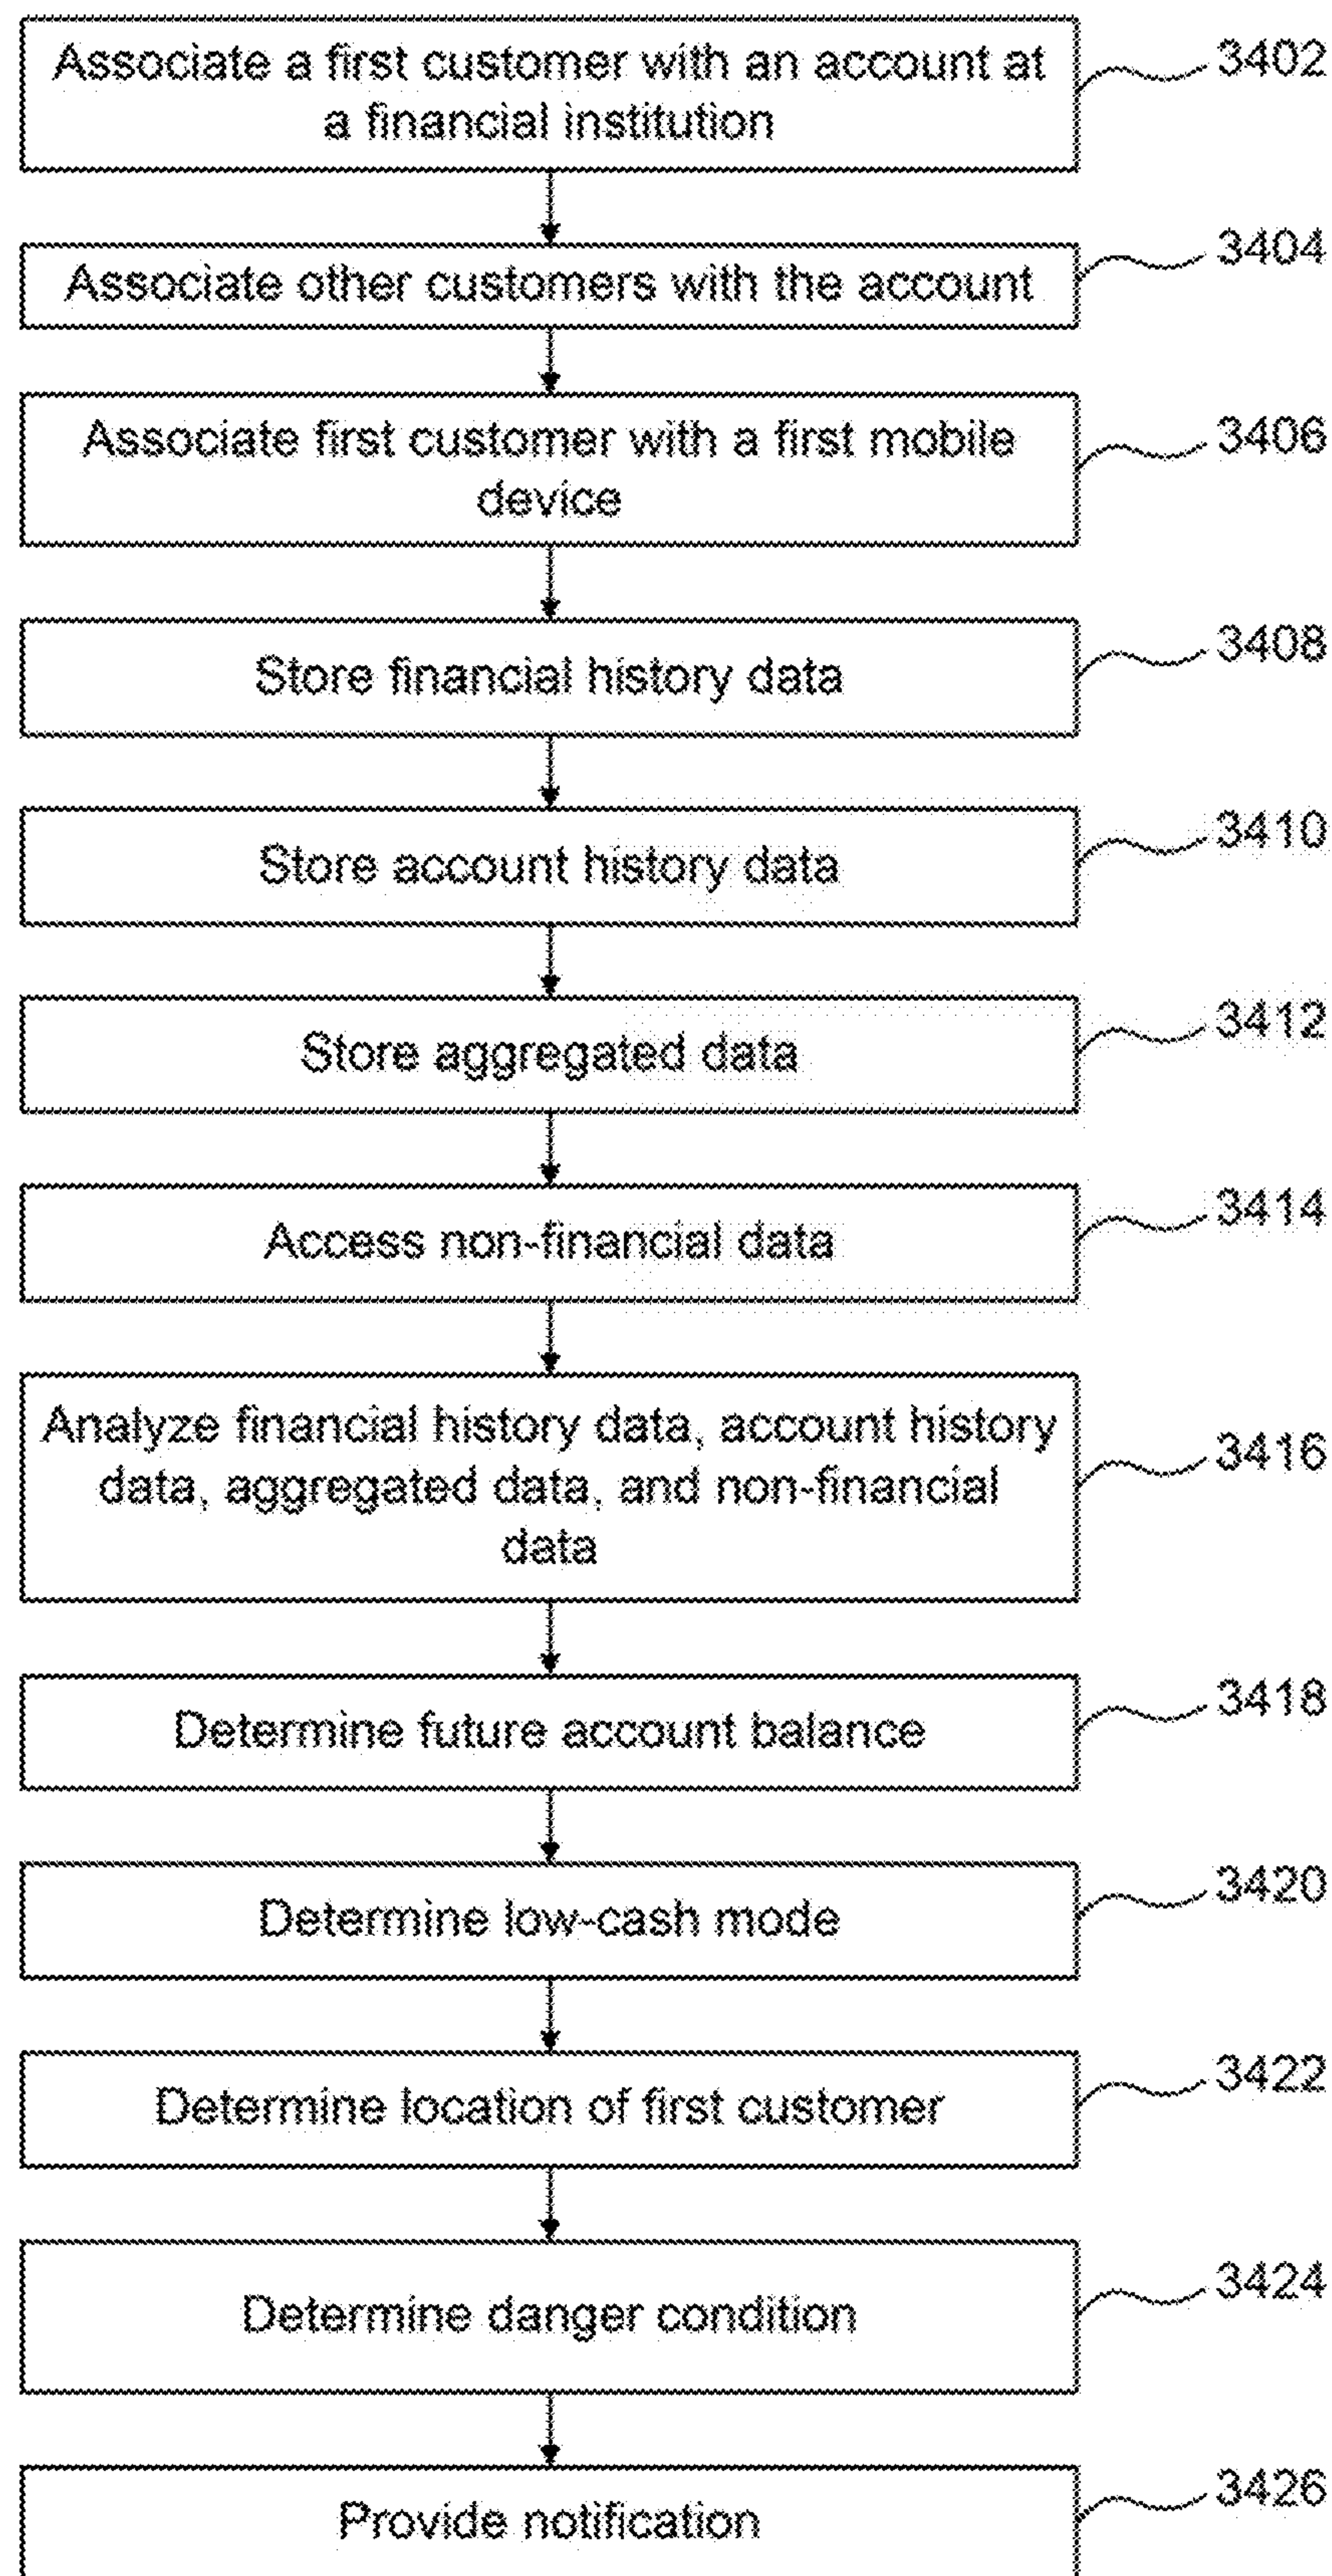 Associate a first customer with an account at
a financial institution
3402
Associate other customers with the account
3404
Associate first customer with a first mobile
device
3406
Store financial history data
3408
Store account history data
3410
Store aggregated data
3412
Access non-financial data
3414
Analyze financial history data, account history
data, aggregated data, and non-financial
data
3416
Determine future account balance
3418
Determine low-cash mode
3420
Determine location of first customer
3422
Determine danger condition
3424
Provide notification
3426